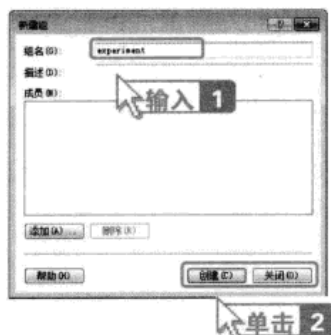 新建组
组名(G):
experiment
描述(D):
成员(M):
输入 1
添加(A)...
删除(R)
帮助(H)
创建(C)
关闭(O)
单击 2